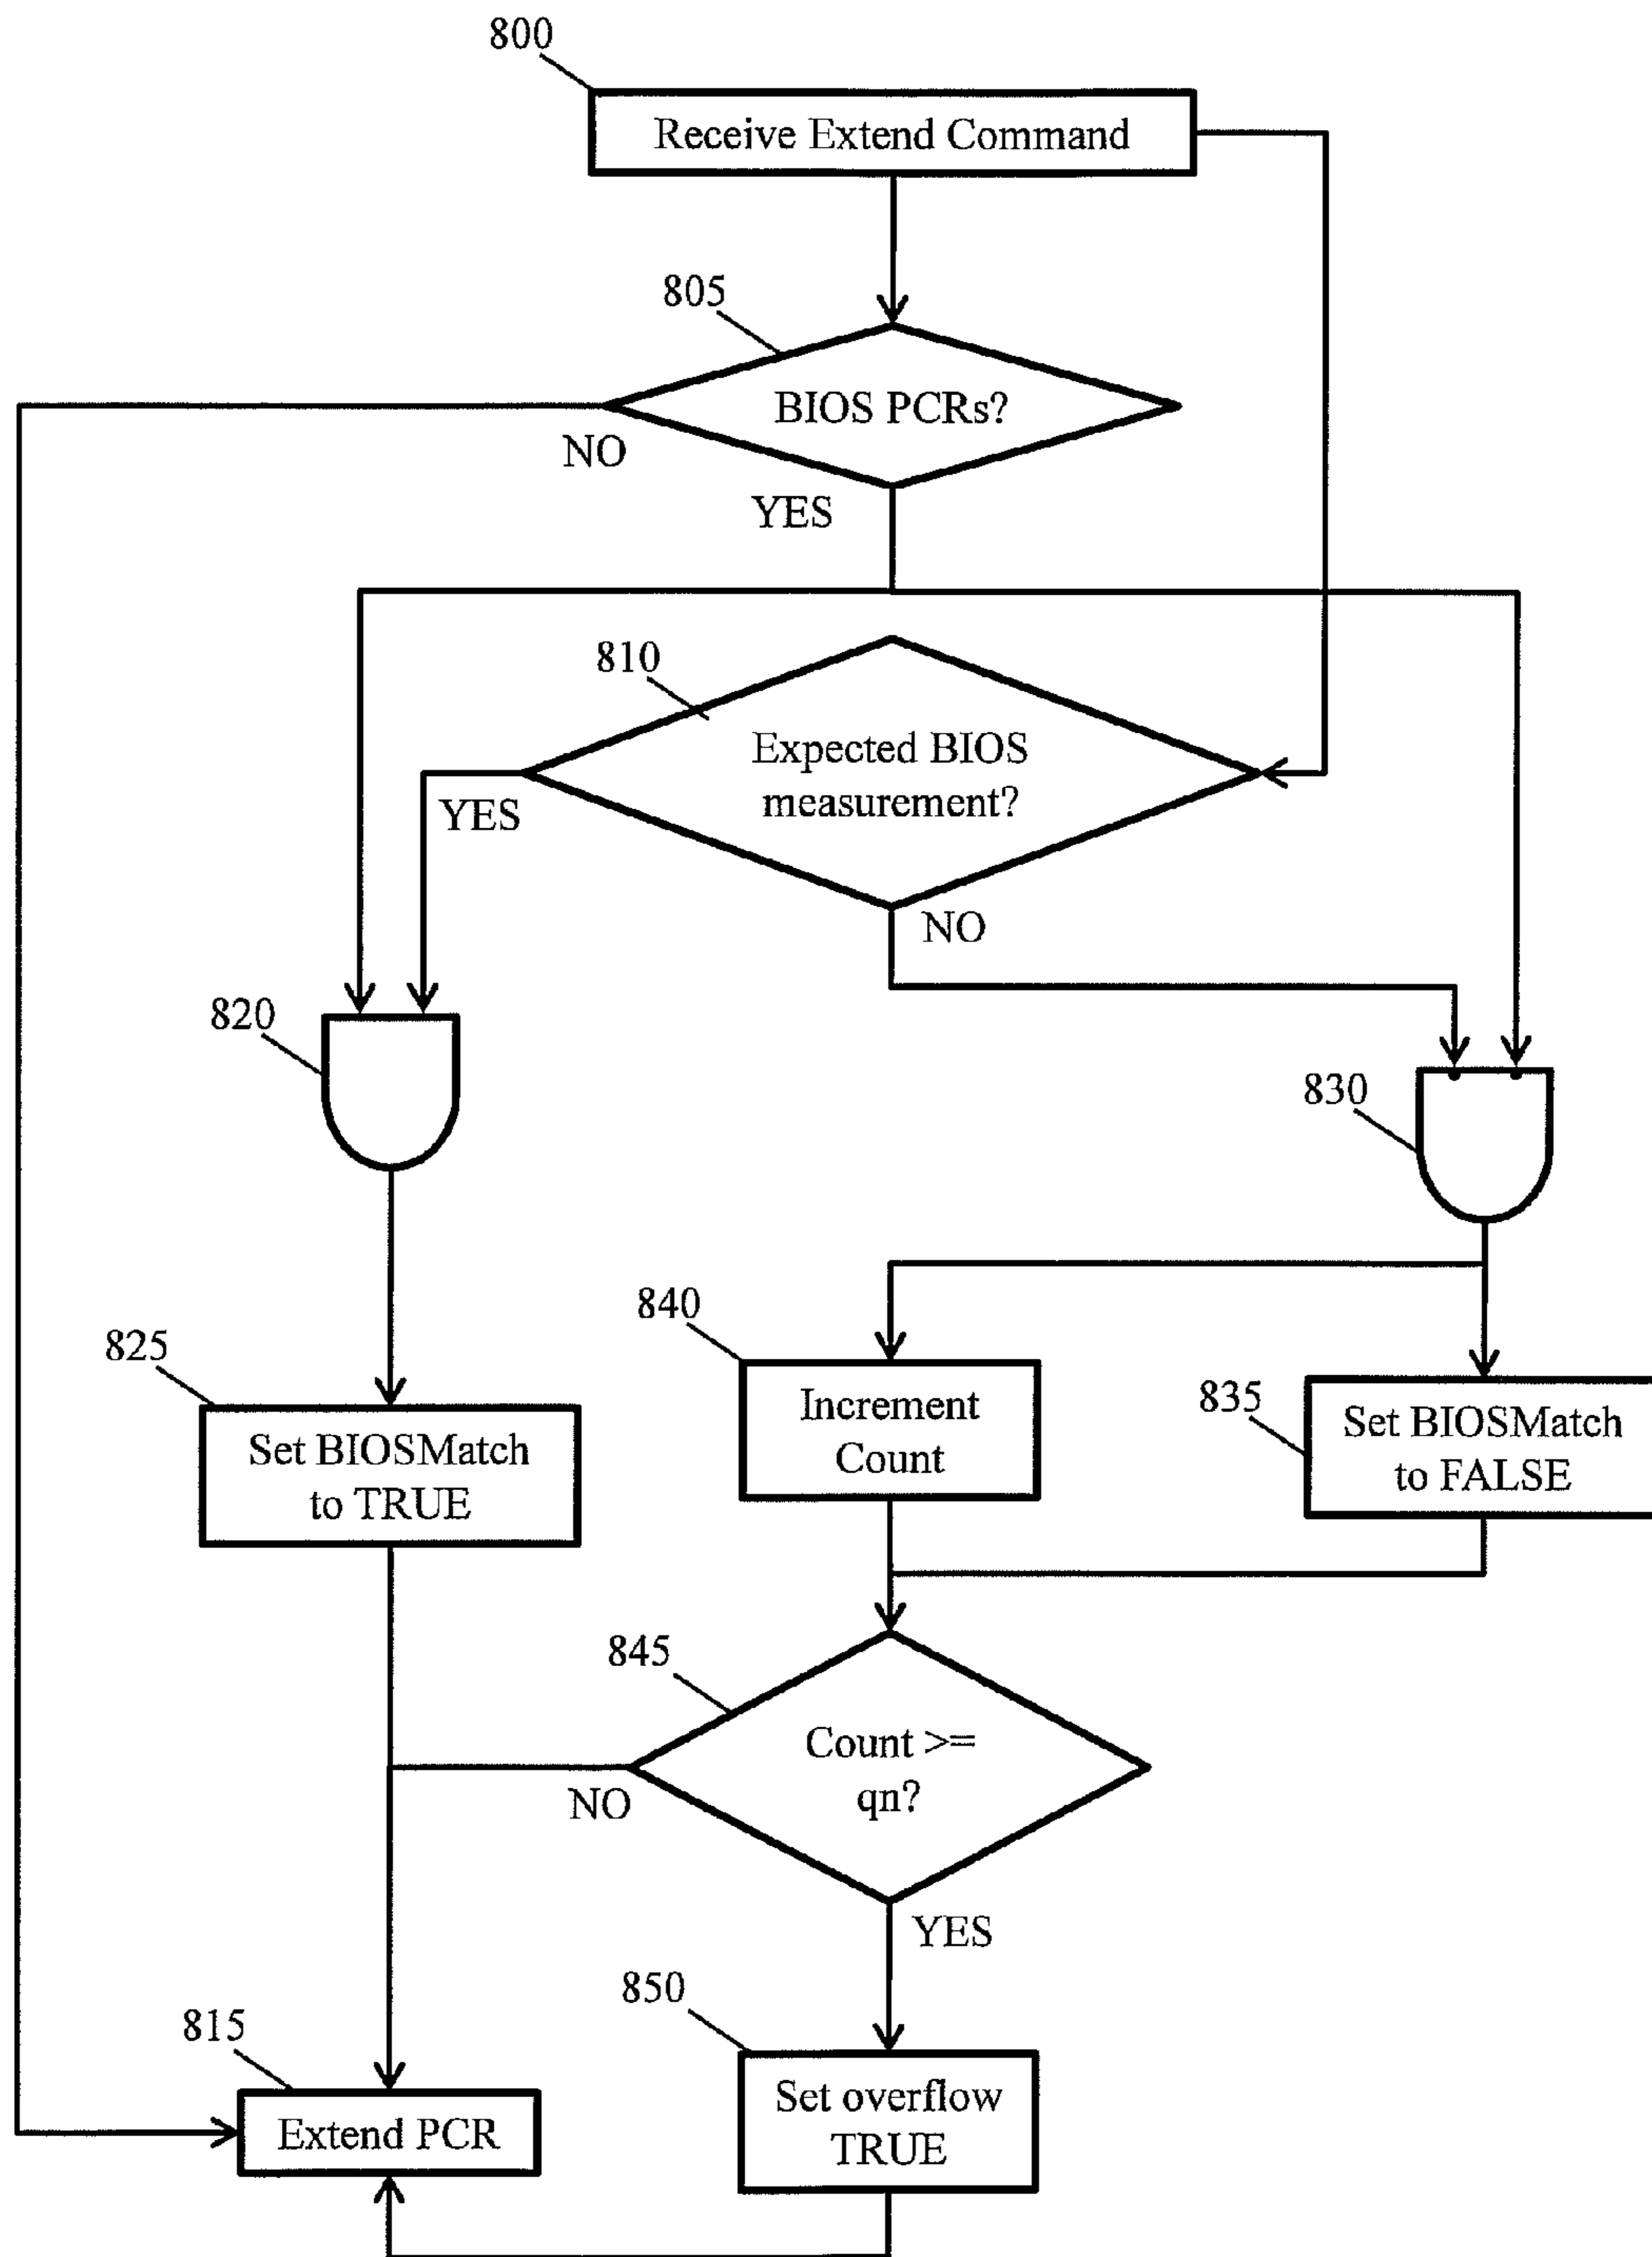 800
Receive Extend Command
805
BIOS PCRs?
NO
YES
810
Expected BIOS
measurement?
YES
NO
820
830
840
825
Increment
Count
835
Set BIOSMatch
to FALSE
Set BIOSMatch
to TRUE
845
Count >=
qn?
NO
YES
850
815
Set overflow
TRUE
Extend PCR